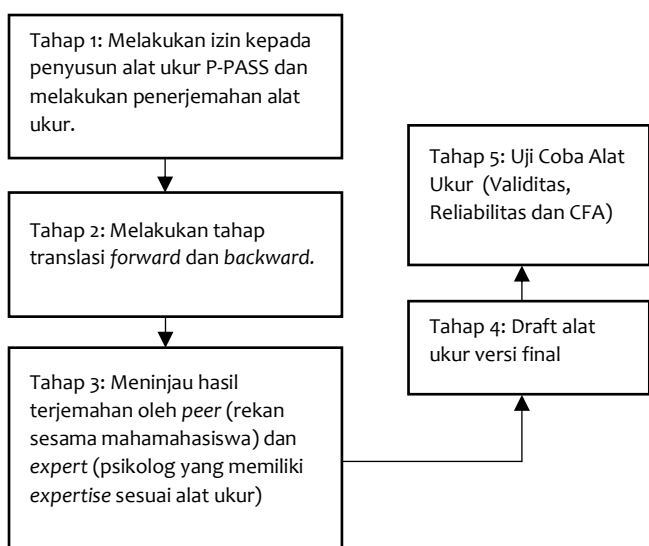 Tahap 1: Melakukan izin kepada
penyusun alat ukur P-PASS dan
melakukan penerjemahan alat
ukur.
Tahap 2: Melakukan tahap
translasi forward dan backward.
Tahap 3: Meninjau hasil
terjemahan oleh peer (rekan
sesama mahamahasiswa) dan
expert (psikolog yang memiliki
expertise sesuai alat ukur)
Tahap 4: Draft alat
ukur versi final
Tahap 5: Uji Coba Alat
Ukur (Validitas,
Reliabilitas dan CFA)